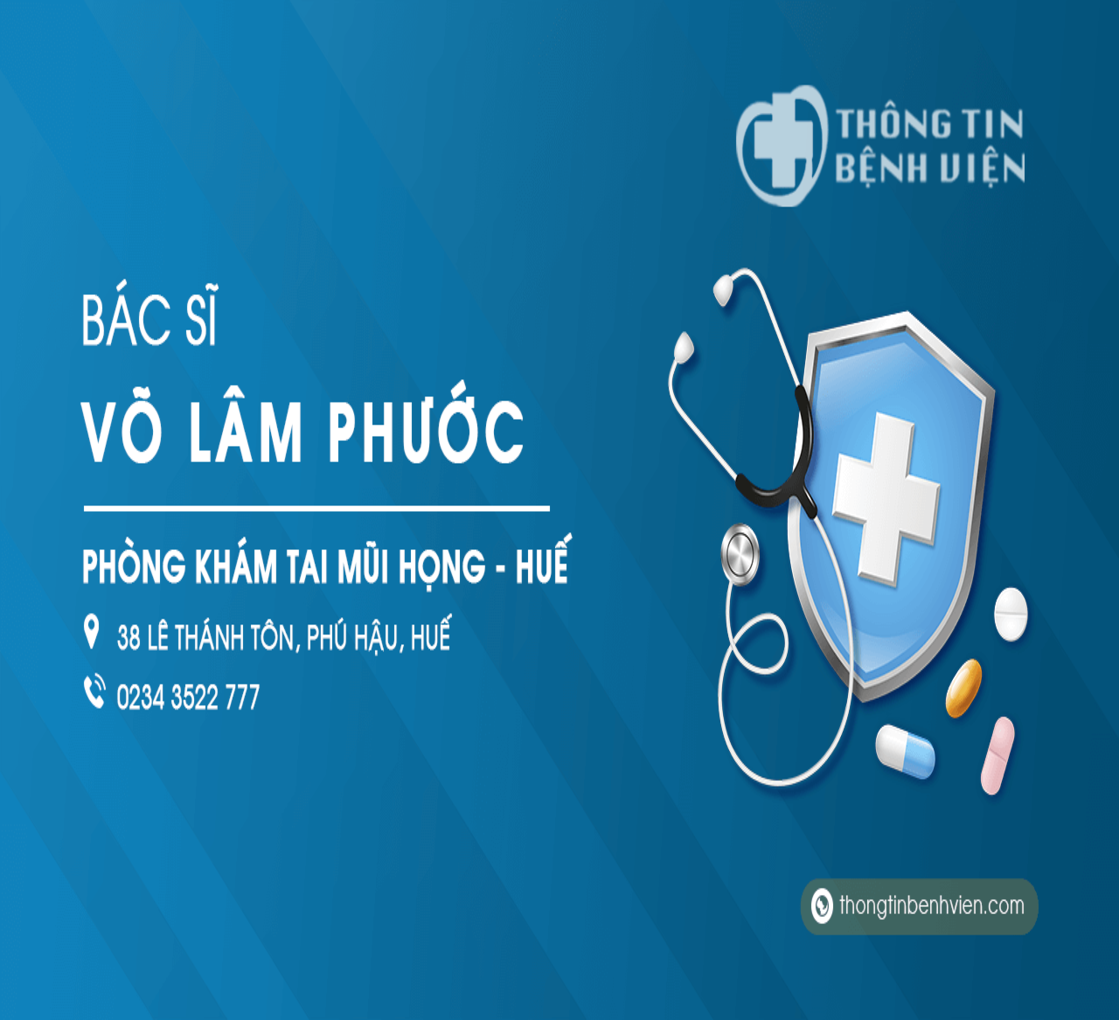 THÔNG TIN
BỆNH VIỆN
BÁC SĨ
VÕ LÂM PHƯỚC
PHÒNG KHÁM TAI MŨI HỌNG - HUẾ
38 LÊ THÁNH TÔN, PHÚ HẬU, HUẾ
0234 3522 777
thongtinbenhvien.com